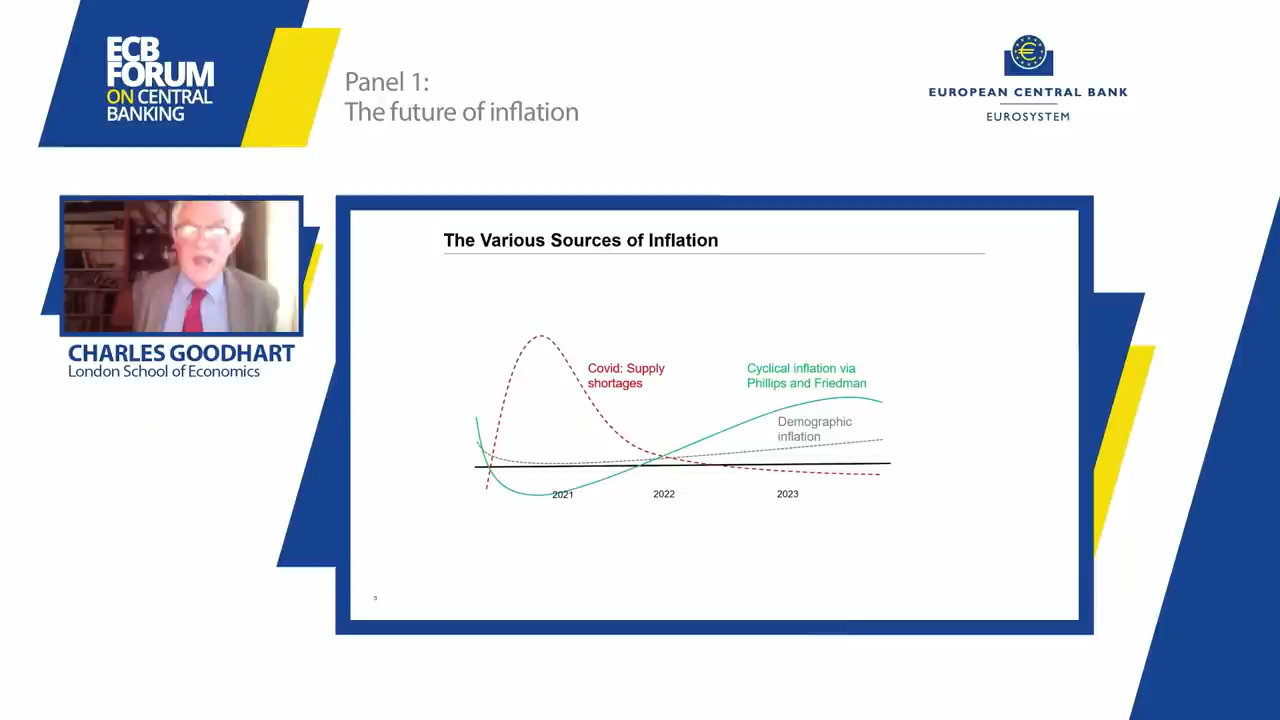 ECB
FORUM
ON CENTRAL
BANKING
Panel 1:
The future of inflation
EUROPEAN CENTRAL BANK
EUROSYSTEM
CHARLES GOODHART
London School of Economics
The Various Sources of Inflation
Covid: Supply
shortages
Cyclical inflation via
Phillips and Friedman
Demographic
inflation
2021
2022
2023
3